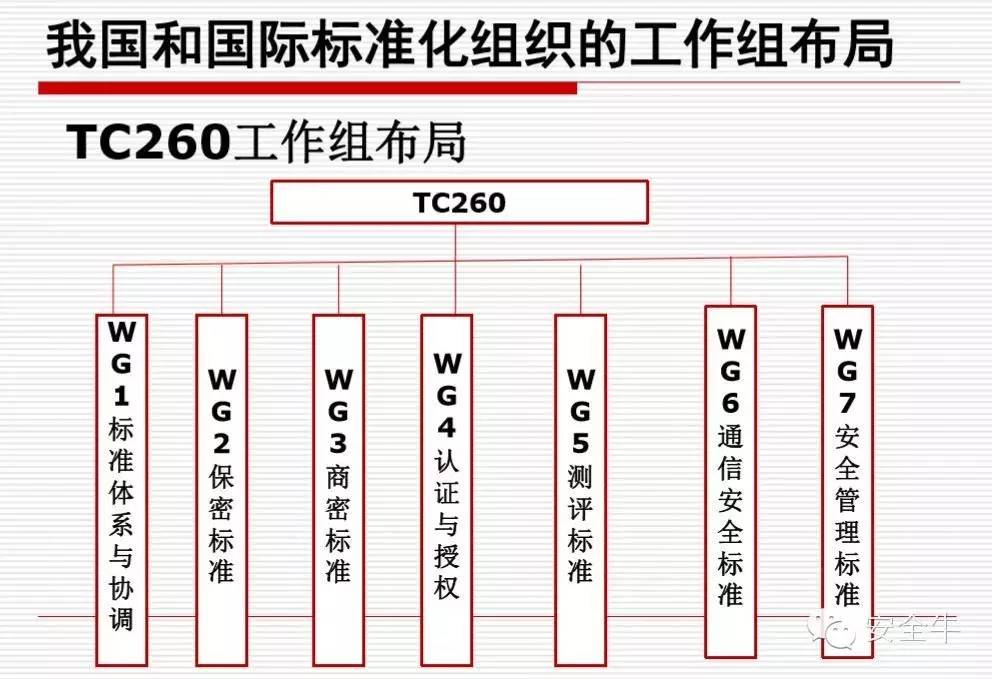 我国和国际标准化组织的工作组布局
TC260工作组布局
TC260
WG1标准体系与协调
WG2保密标准
WG3商密标准
WG4认证与授权
WG5测评标准
WG6通信安全标准
WG7安全管理标准
安全牛